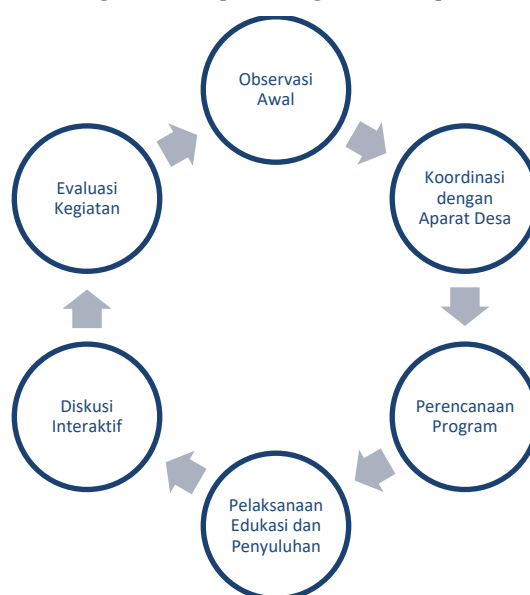 Observasi
Awal
Koordinasi
dengan
Aparat Desa
Perencanaan
Program
Pelaksanaan
Edukasi dan
Penyuluhan
Diskusi
Interaktif
Evaluasi
Kegiatan